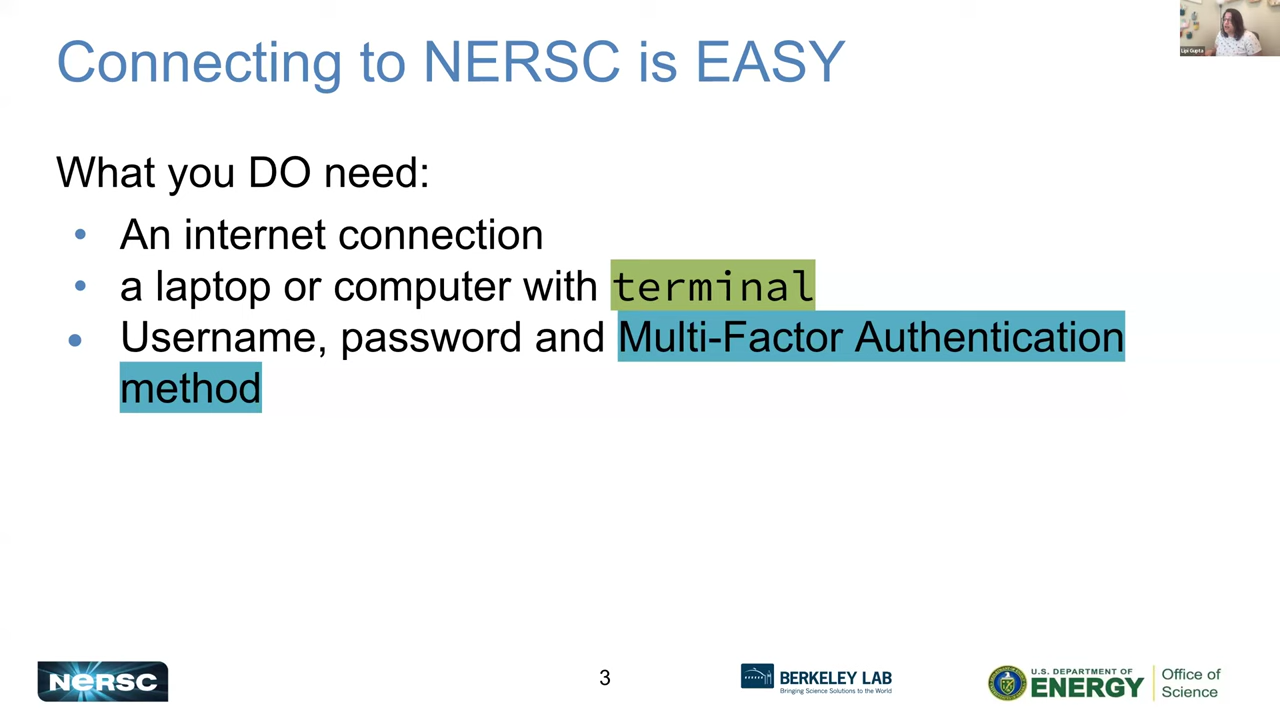 Connecting to NERSC is EASY
Lipi Gupta
What you DO need:
• An internet connection
• a laptop or computer with terminal
• Username, password and Multi-Factor Authentication
method
NERSC
3
BERKELEY LAB
Bringing Science Solutions to the World
U.S. DEPARTMENT OF
ENERGY
Office of
Science